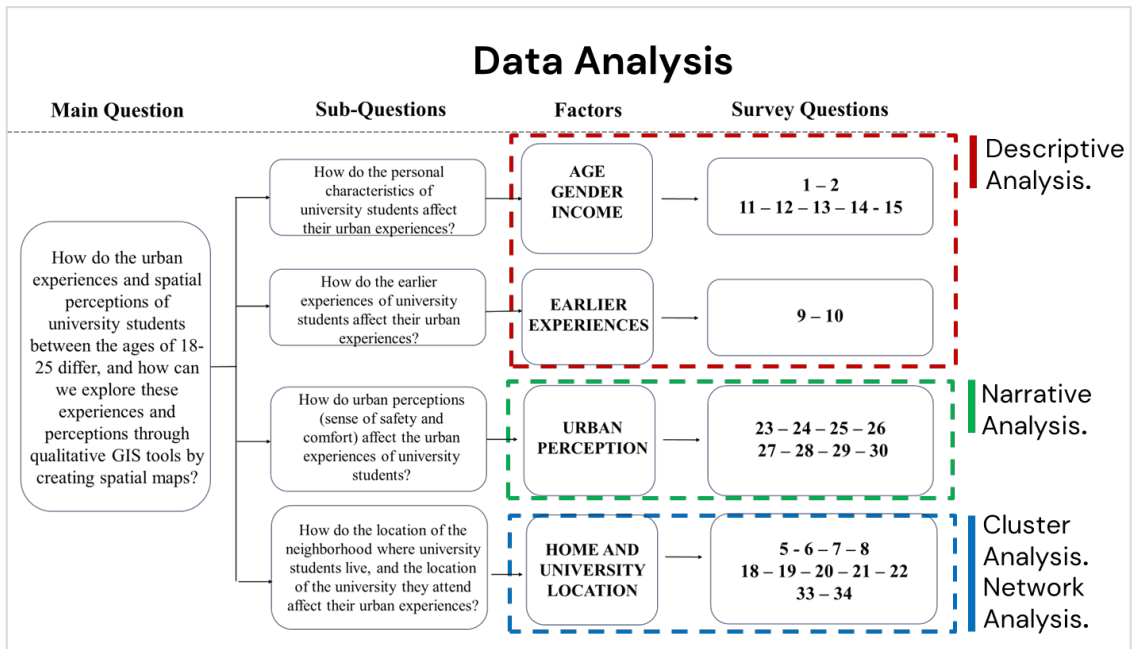 Data Analysis
Main Question
Sub-Questions
Factors
Survey Questions
How do the urban
experiences and spatial
perceptions of
university students
between the ages of 18-
25 differ, and how can
we explore these
experiences and
perceptions through
qualitative GIS tools by
creating spatial maps?
How do the personal
characteristics of
university students affect
their urban experiences?
AGE
GENDER
INCOME
1 – 2
11 – 12 – 13 – 14 - 15
Descriptive
Analysis.
How do the earlier
experiences of university
students affect their urban
experiences?
EARLIER
EXPERIENCES
9 – 10
How do urban perceptions
(sense of safety and
comfort) affect the urban
experiences of university
students?
URBAN
PERCEPTION
23 – 24 – 25 – 26
27 – 28 – 29 – 30
Narrative
Analysis.
How do the location of the
neighborhood where university
students live, and the location
of the university they attend
affect their urban experiences?
HOME AND
UNIVERSITY
LOCATION
5 - 6 – 7 – 8
18 – 19 – 20 – 21 – 22
33 – 34
Cluster
Analysis.
Network
Analysis.